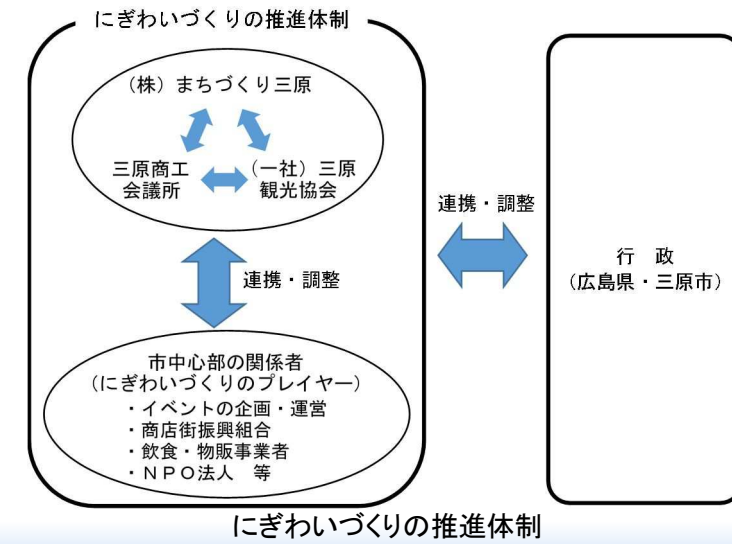 にぎわいづくりの推進体制
(株)まちづくり三原
三原商工
会議所
(一社)三原
観光協会
連携・調整
市中心部の関係者
(にぎわいづくりのプレイヤー)
・イベントの企画・運営
・商店街振興組合
・飲食・物販事業者
・NPO法人 等
連携・調整
行 政
(広島県・三原市)
にぎわいづくりの推進体制